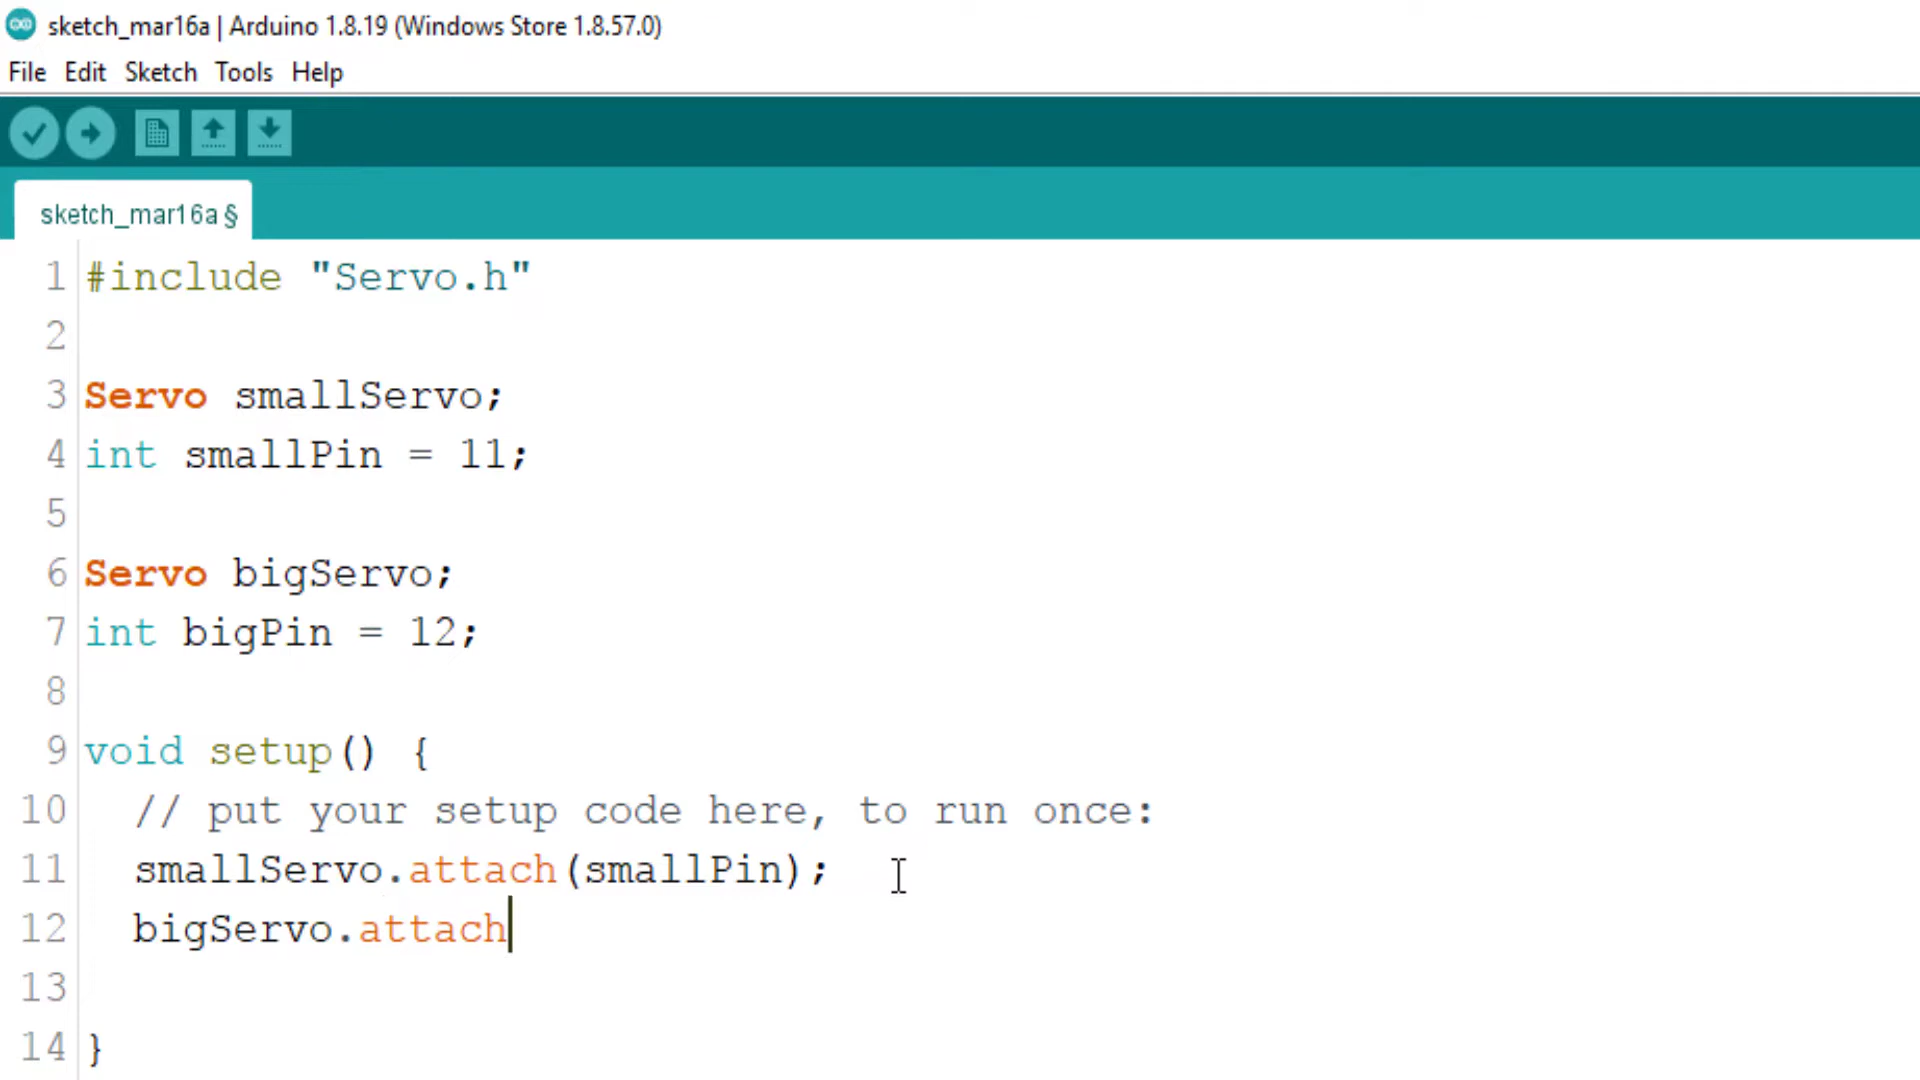 sketch_mar16a | Arduino 1.8.19 (Windows Store 1.8.57.0)
File Edit Sketch Tools Help
sketch_mar16a §
1 #include "Servo.h"
2
3 Servo smallServo;
4 int smallPin = 11;
5
6 Servo bigServo;
7 int bigPin = 12;
8
9 void setup() {
10 // put your setup code here, to run once:
11 smallServo.attach(smallPin);
12 bigServo.attach
13
14 }